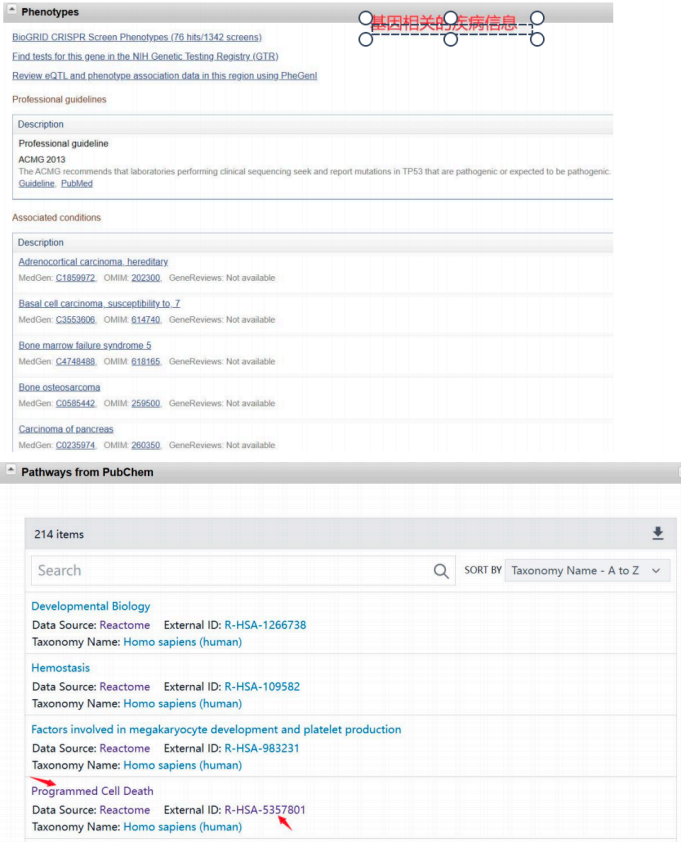 Phenotypes
基因相关的疾病信息
BioGRID CRISPR Screen Phenotypes (76 hits/1342 screens)
Find tests for this gene in the NIH Genetic Testing Registry (GTR)
Review eQTL and phenotype association data in this region using PheGenI
Professional guidelines
Description
Professional guideline
ACMG 2013
The ACMG recommends that laboratories performing clinical sequencing seek and report mutations in TP53 that are pathogenic or expected to be pathogenic.
Guideline, PubMed
Associated conditions
Description
Adrenocortical carcinoma, hereditary
MedGen: C1859972, OMIM: 202300, GeneReviews: Not available
Basal cell carcinoma, susceptibility to, 7
MedGen: C3553606, OMIM: 614740, GeneReviews: Not available
Bone marrow failure syndrome 5
MedGen: C4748488, OMIM: 618165, GeneReviews: Not available
Bone osteosarcoma
MedGen: C0585442, OMIM: 259500, GeneReviews: Not available
Carcinoma of pancreas
MedGen: C0235974, OMIM: 260350, GeneReviews: Not available
Pathways from PubChem
214 items
Search SORT BY Taxonomy Name - A to Z
Developmental Biology
Data Source: Reactome External ID: R-HSA-1266738
Taxonomy Name: Homo sapiens (human)
Hemostasis
Data Source: Reactome External ID: R-HSA-109582
Taxonomy Name: Homo sapiens (human)
Factors involved in megakaryocyte development and platelet production
Data Source: Reactome External ID: R-HSA-983231
Taxonomy Name: Homo sapiens (human)
Programmed Cell Death
Data Source: Reactome External ID: R-HSA-5357801
Taxonomy Name: Homo sapiens (human)